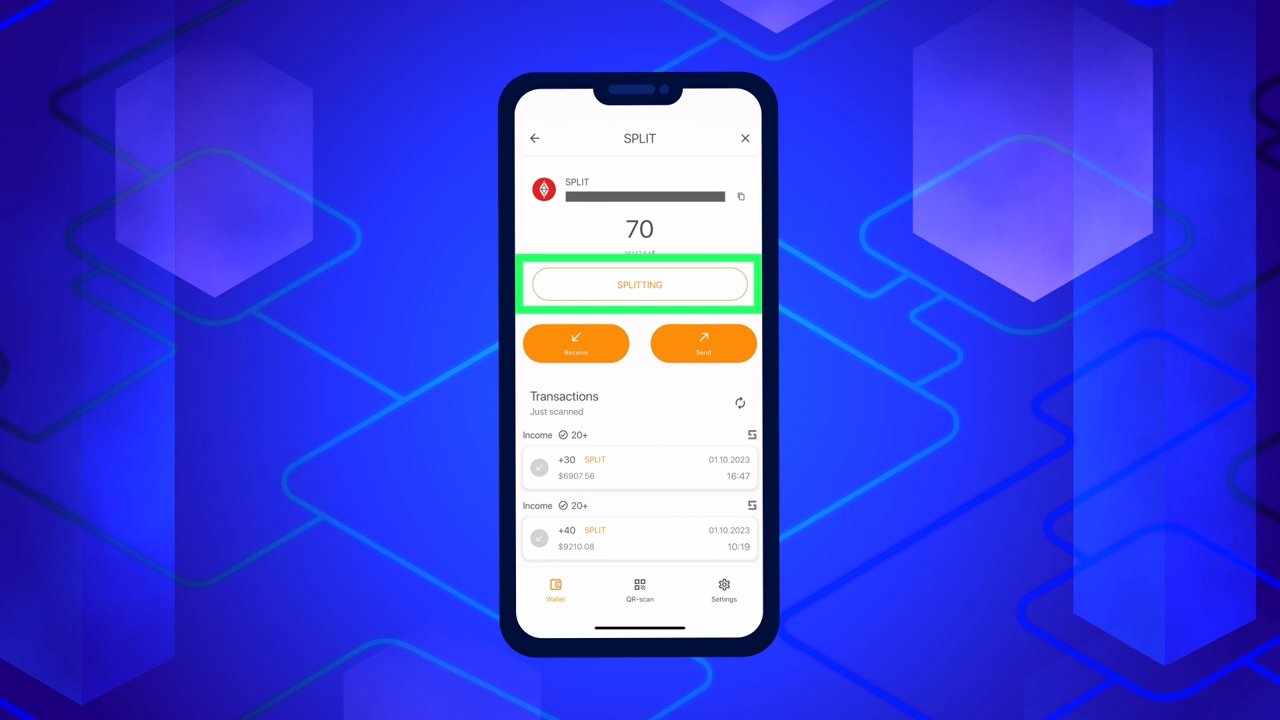 SPLIT
SPLIT
70
SPLITTING
Receive
Send
Transactions
Just scanned
Income 20+
+30 SPLIT 01.10.2023
$6907.56 16:47
Income 20+
+40 SPLIT 01.10.2023
$9210.08 10:19
Wallet QR-scan Settings